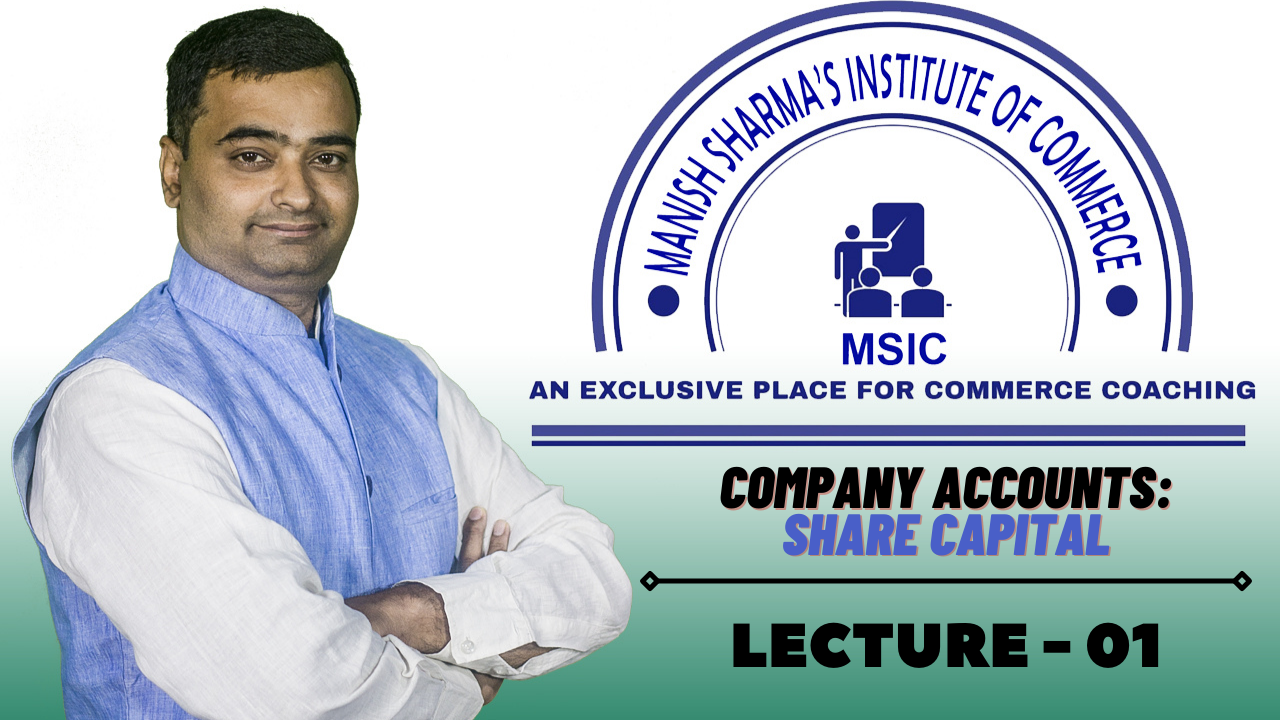 MANISH SHARMA'S INSTITUTE OF COMMERCE
MSIC
AN EXCLUSIVE PLACE FOR COMMERCE COACHING
COMPANY ACCOUNTS:
SHARE CAPITAL
LECTURE - 01